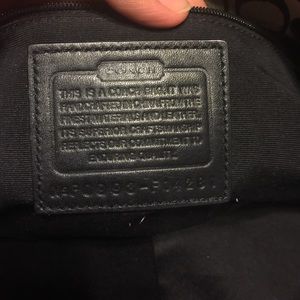 COACH
THIS IS A COACH BAG. IT WAS
HANDCRAFTED IN CHINA FROM THE
FINEST MATERIALS AND LEATHER.
ITS SUPERIOR CRAFTSMANSHIP
REFLECTS OUR COMMITMENT TO
ENDURING QUALITY.